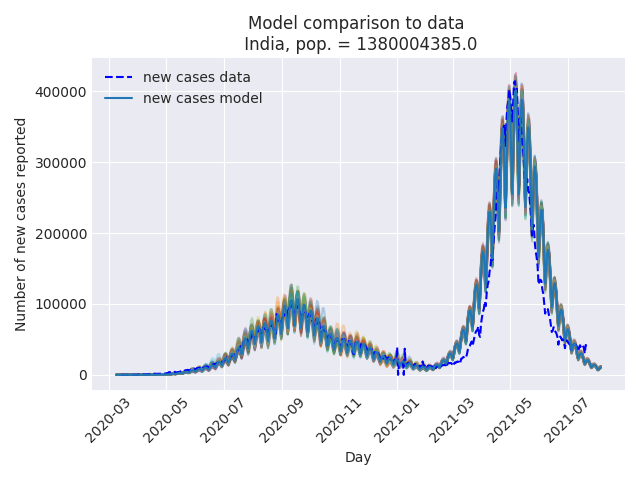 Model comparison to data
India, pop. = 1380004385.0
new cases data
new cases model
Number of new cases reported
400000
300000
200000
100000
0
2020-03
2020-05
2020-07
2020-09
2020-11
2021-01
2021-03
2021-05
2021-07
Day